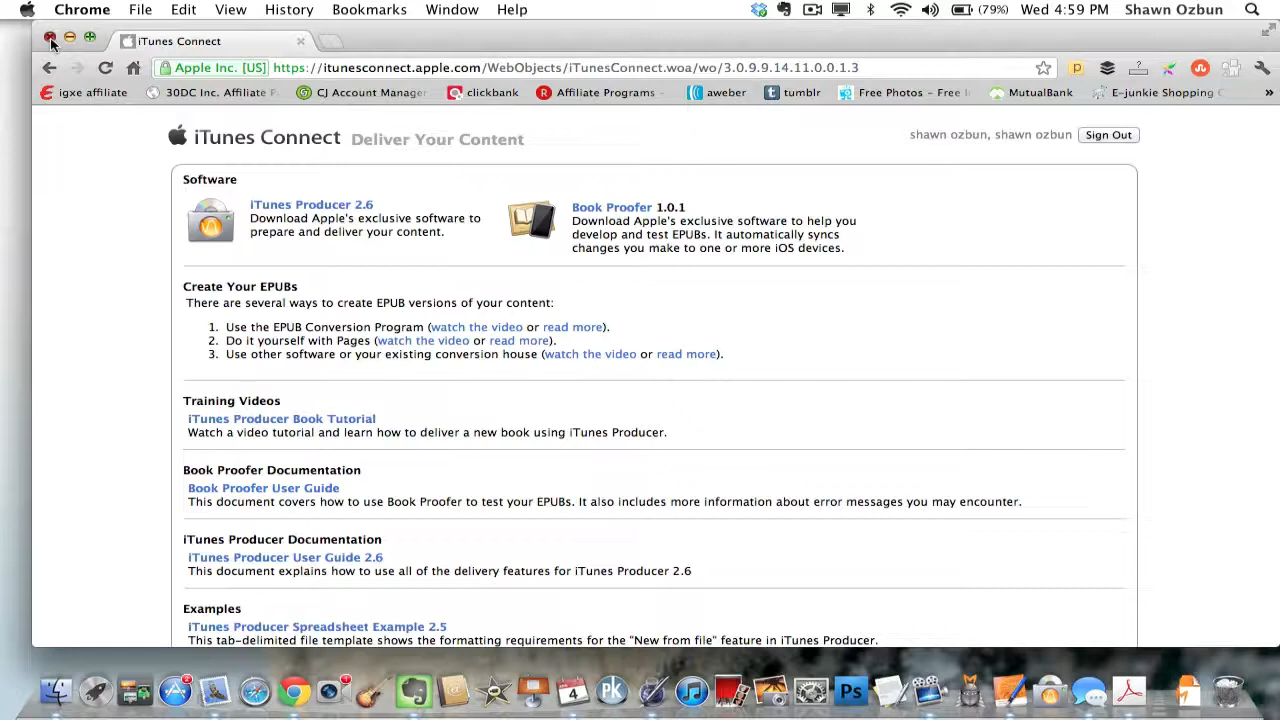 Chrome File Edit View History Bookmarks Window Help (79%) Wed 4:59 PM Shawn Ozbun
iTunes Connect
Apple Inc. [US] https://itunesconnect.apple.com/WebObjects/iTunesConnect.woa/wo/3.0.9.9.14.11.0.0.1.3
igxe affiliate 30DC Inc. Affiliate P CJ Account Manager clickbank Affiliate Programs – aweber tumblr Free Photos - Free I MutualBank E-junkie Shopping C »
iTunes Connect Deliver Your Content shawn ozbun, shawn ozbun Sign Out
Software
iTunes Producer 2.6
Download Apple's exclusive software to
prepare and deliver your content.
Book Proofer 1.0.1
Download Apple's exclusive software to help you
develop and test EPUBs. It automatically syncs
changes you make to one or more iOS devices.
Create Your EPUBs
There are several ways to create EPUB versions of your content:
1. Use the EPUB Conversion Program (watch the video or read more).
2. Do it yourself with Pages (watch the video or read more).
3. Use other software or your existing conversion house (watch the video or read more).
Training Videos
iTunes Producer Book Tutorial
Watch a video tutorial and learn how to deliver a new book using iTunes Producer.
Book Proofer Documentation
Book Proofer User Guide
This document covers how to use Book Proofer to test your EPUBs. It also includes more information about error messages you may encounter.
iTunes Producer Documentation
iTunes Producer User Guide 2.6
This document explains how to use all of the delivery features for iTunes Producer 2.6
Examples
iTunes Producer Spreadsheet Example 2.5
This tab-delimited file template shows the formatting requirements for the "New from file" feature in iTunes Producer.
4 PK Ps